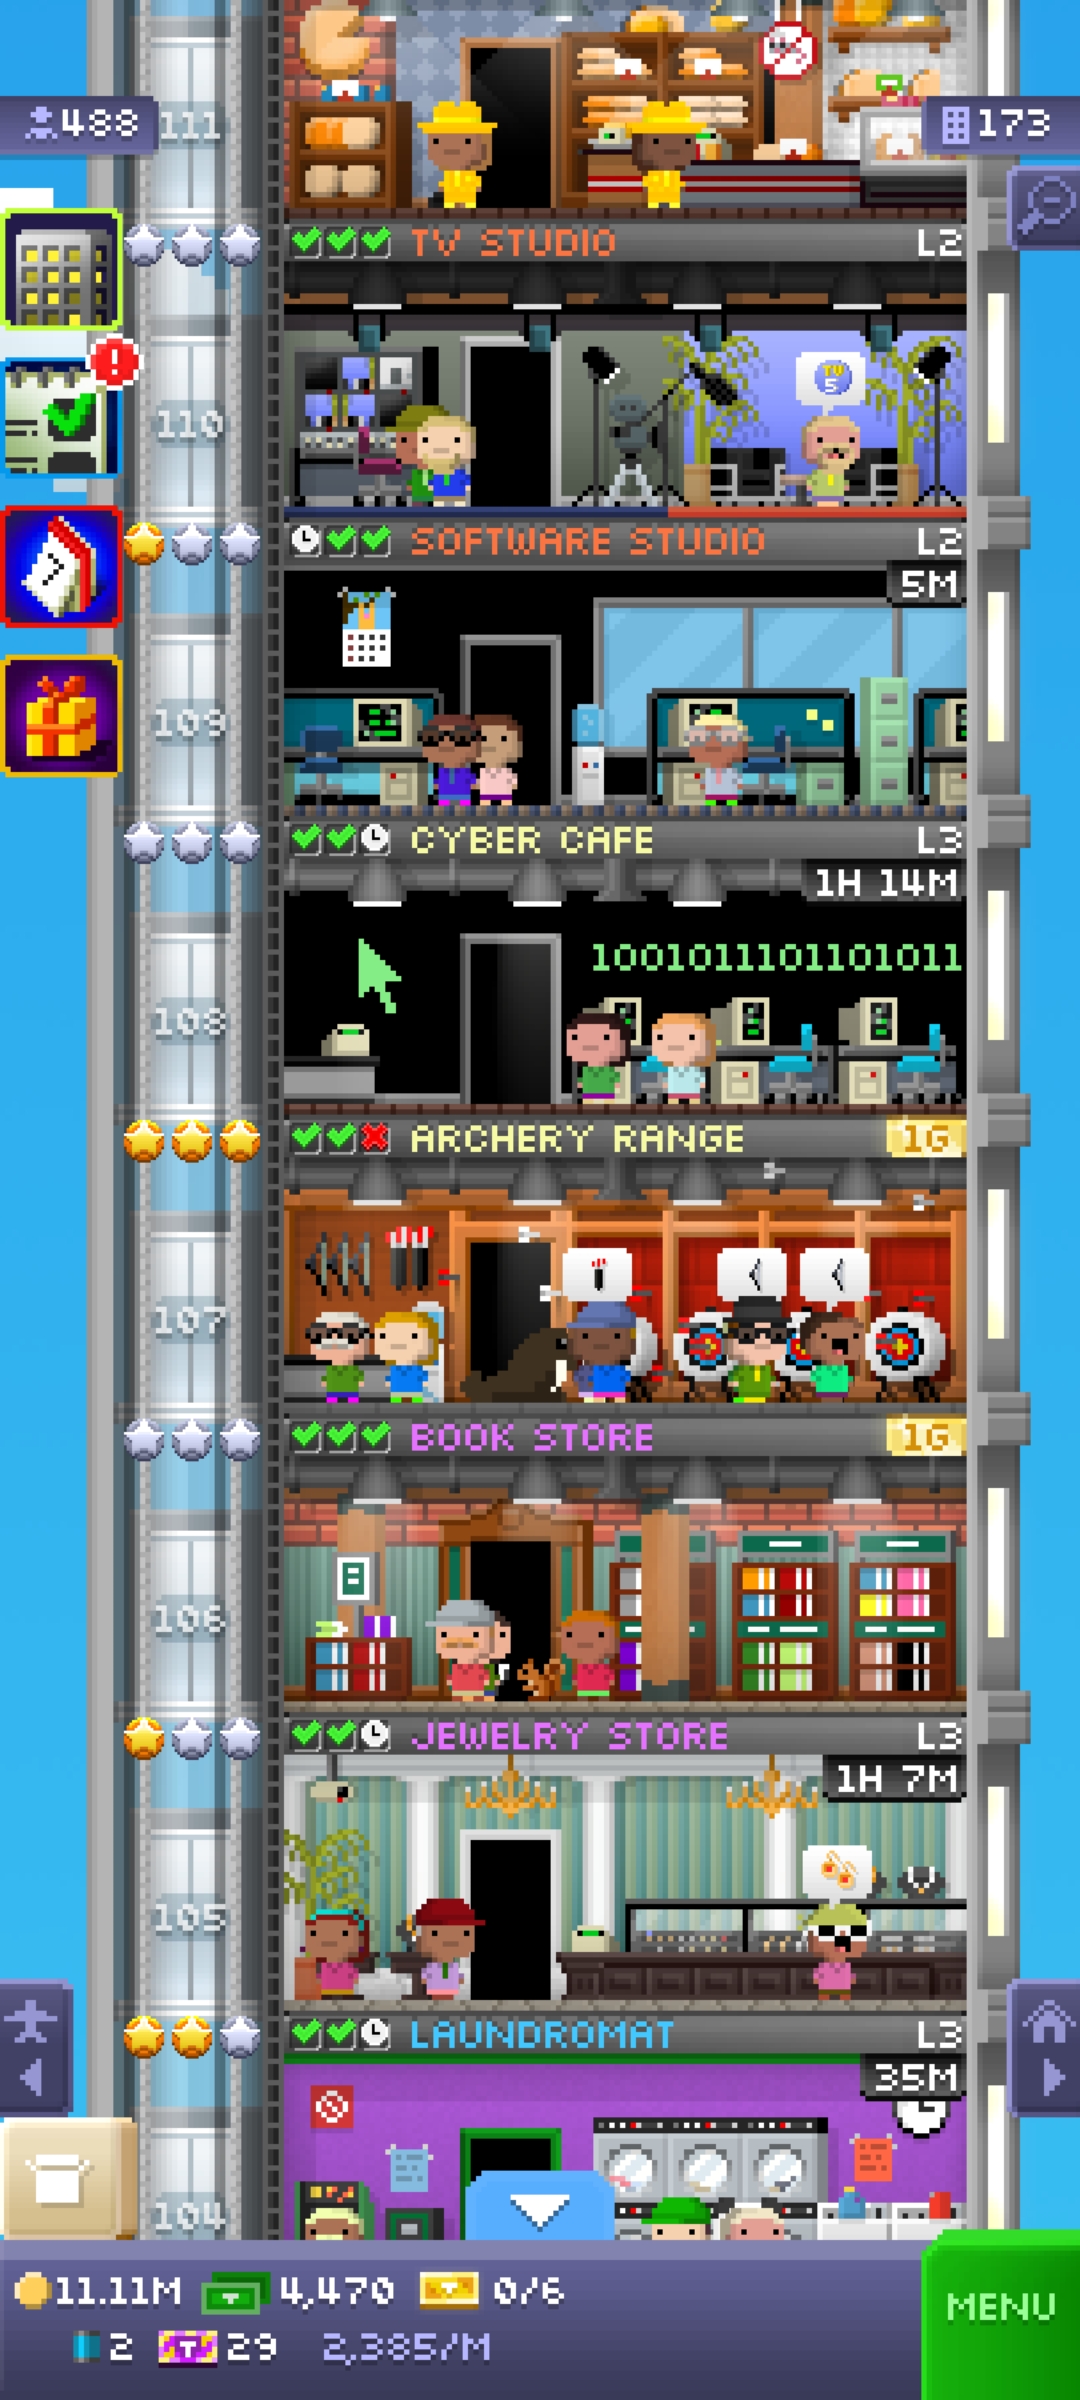 488
111
173
TV STUDIO
L2
110
TV
5
SOFTWARE STUDIO
L2
5M
7
109
CYBER CAFE
L3
1H 14M
1001011101101011
108
ARCHERY RANGE
1G
107
BOOK STORE
1G
106
JEWELRY STORE
L3
1H 7M
105
LAUNDROMAT
L3
35M
104
11.11M
4,470
0/6
MENU
2
T
29
2,385/M